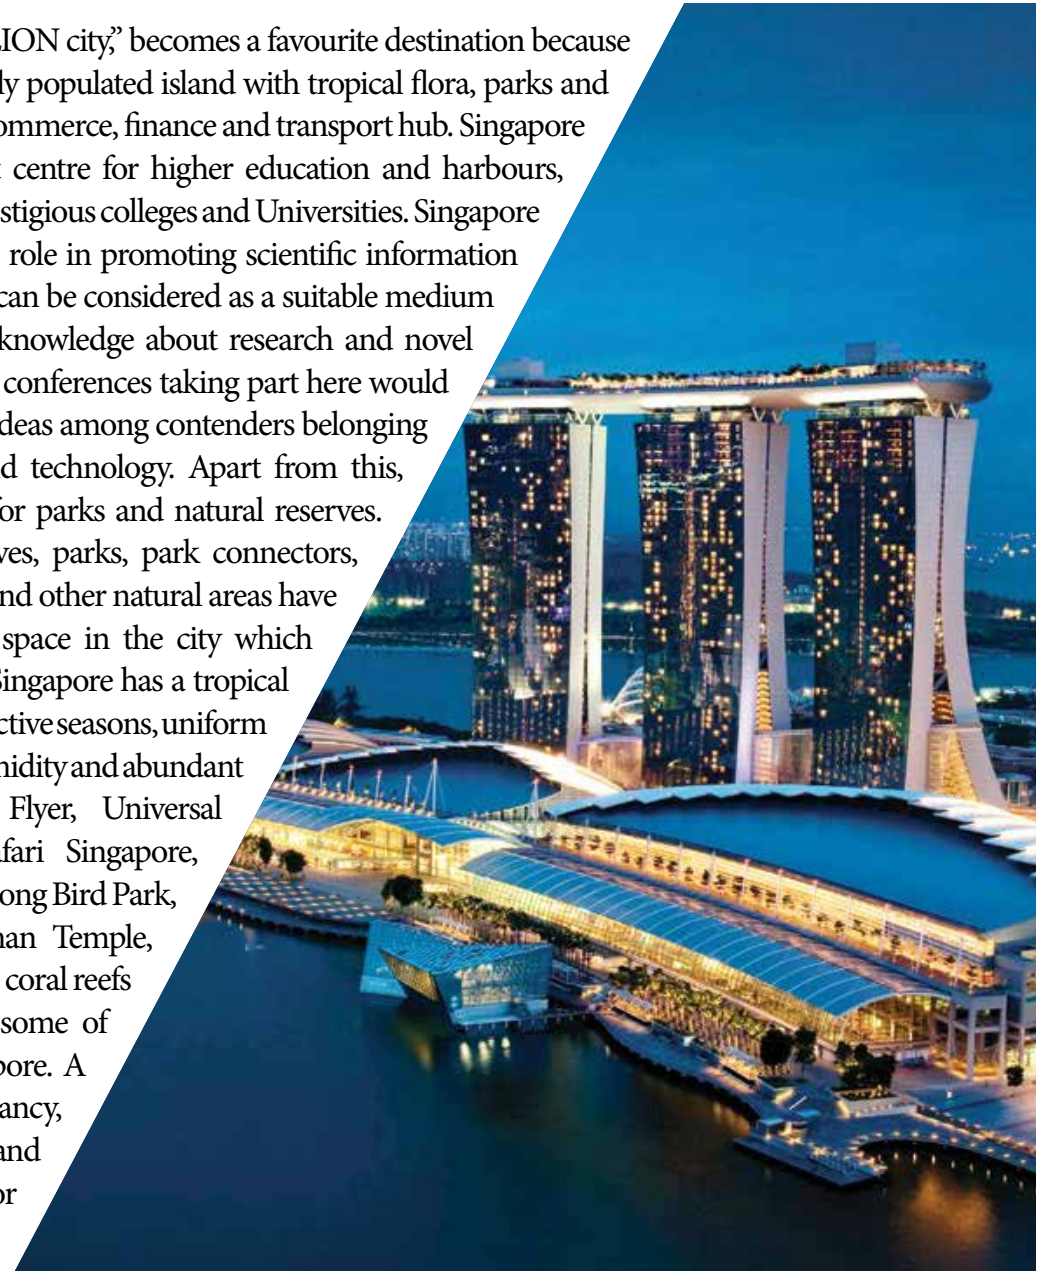 LION city,” becomes a favourite destination because
ly populated island with tropical flora, parks and
ommerce, finance and transport hub. Singapore
centre for higher education and harbours,
stigious colleges and Universities. Singapore
role in promoting scientific information
can be considered as a suitable medium
knowledge about research and novel
conferences taking part here would
deas among contenders belonging
d technology. Apart from this,
for parks and natural reserves.
ves, parks, park connectors,
nd other natural areas have
space in the city which
Singapore has a tropical
ctive seasons, uniform
midity and abundant
Flyer, Universal
afari Singapore,
ong Bird Park,
man Temple,
coral reefs
some of
pore. A
ancy,
and
or